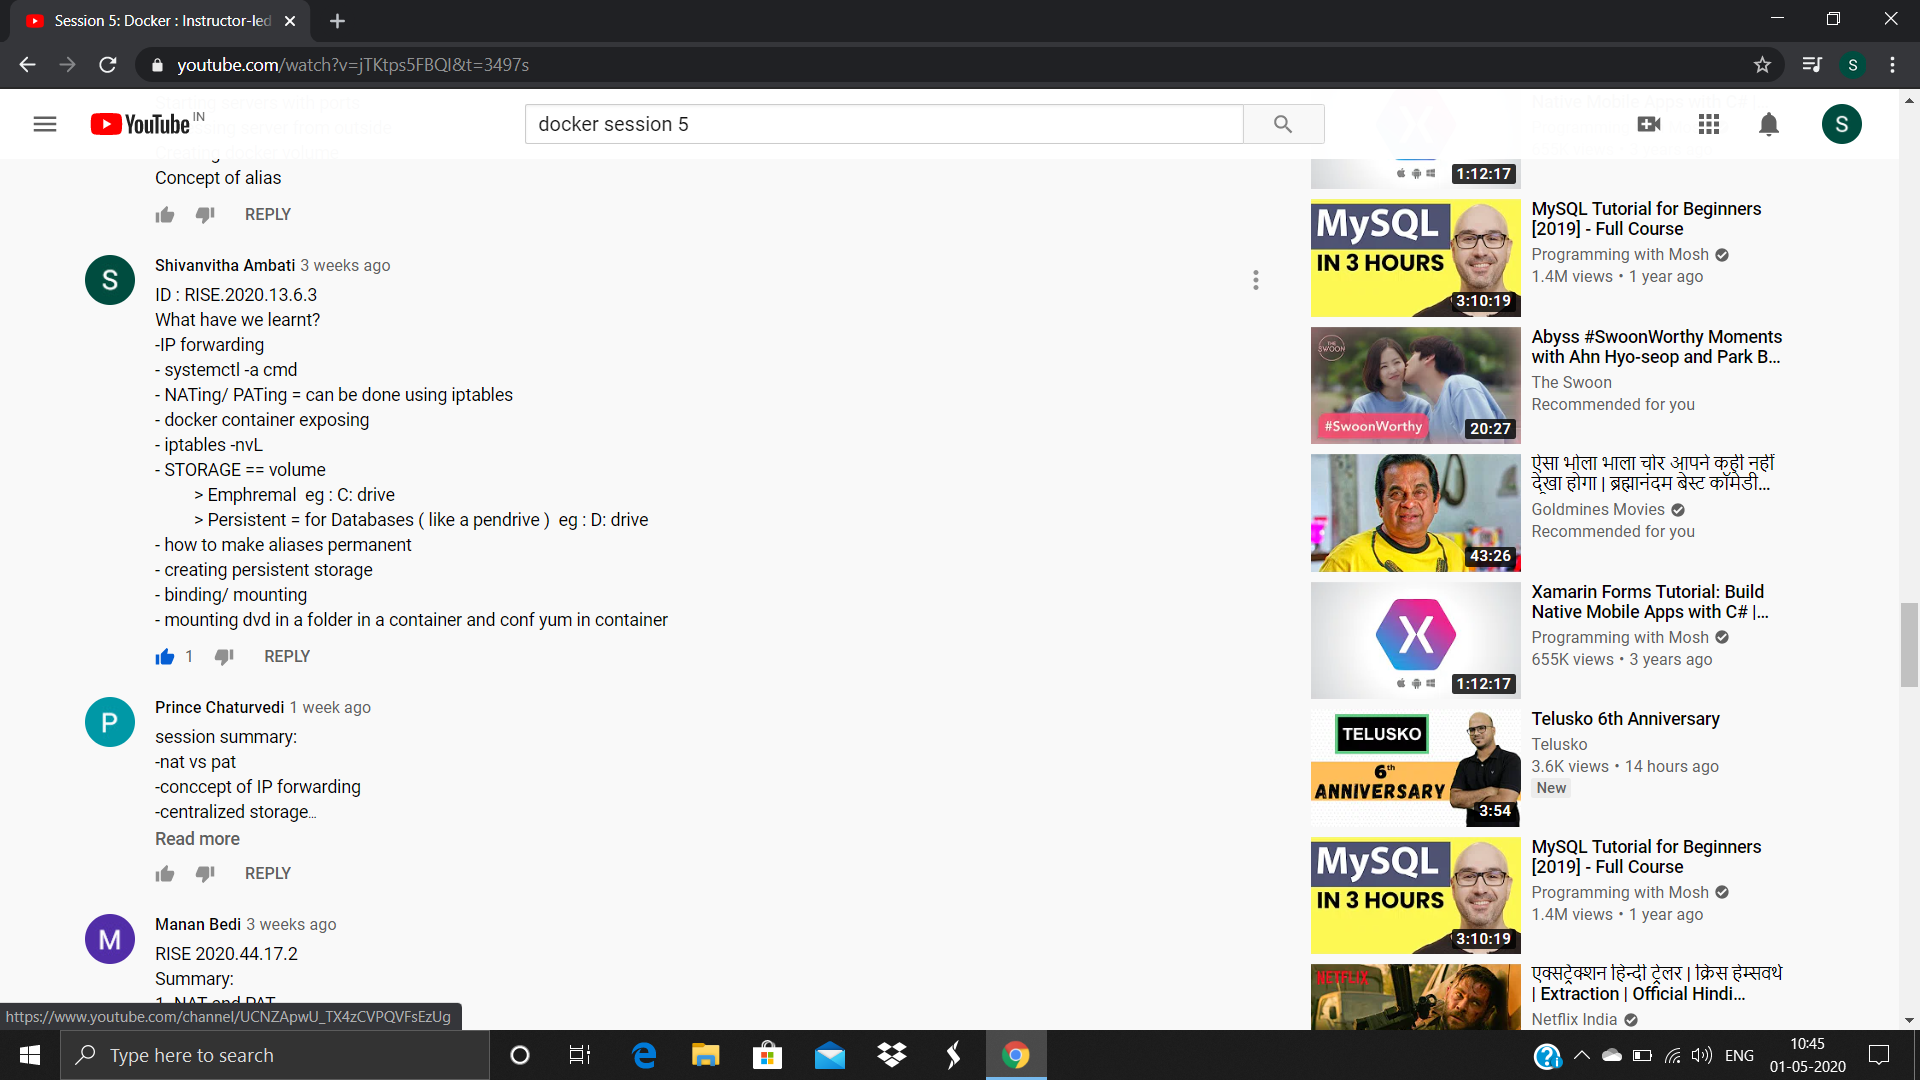 Session 5: Docker : Instructor-led
youtube.com/watch?v=jTKtps5FBQI&t=3497s
S
YouTube IN
docker session 5
S
Concept of alias
REPLY
S
Shivanvitha Ambati 3 weeks ago
ID : RISE.2020.13.6.3
What have we learnt?
-IP forwarding
- systemctl -a cmd
- NATing/ PATing = can be done using iptables
- docker container exposing
- iptables -nvL
- STORAGE == volume
> Emphremal eg : C: drive
> Persistent = for Databases ( like a pendrive ) eg : D: drive
- how to make aliases permanent
- creating persistent storage
- binding/ mounting
- mounting dvd in a folder in a container and conf yum in container
1 REPLY
P
Prince Chaturvedi 1 week ago
session summary:
-nat vs pat
-conccept of IP forwarding
-centralized storage...
Read more
REPLY
M
Manan Bedi 3 weeks ago
RISE 2020.44.17.2
Summary:
1. NAT and PAT
https://www.youtube.com/channel/UCNZApwU_TX4zCVPQVFsEzUg
1:12:17
MySQL
IN 3 HOURS
3:10:19
MySQL Tutorial for Beginners
[2019] - Full Course
Programming with Mosh
1.4M views • 1 year ago
THE SWOON
#SwoonWorthy
20:27
Abyss #SwoonWorthy Moments
with Ahn Hyo-seop and Park B...
The Swoon
Recommended for you
43:26
ऐसा भोला भाला चोर आपने कही नहीं
देखा होगा | ब्रह्मानंदम बेस्ट कॉमेडी...
Goldmines Movies
Recommended for you
1:12:17
Xamarin Forms Tutorial: Build
Native Mobile Apps with C# |...
Programming with Mosh
655K views • 3 years ago
TELUSKO
6th
ANNIVERSARY
3:54
Telusko 6th Anniversary
Telusko
3.6K views • 14 hours ago
New
MySQL
IN 3 HOURS
3:10:19
MySQL Tutorial for Beginners
[2019] - Full Course
Programming with Mosh
1.4M views • 1 year ago
NETFLIX
एक्सट्रेक्शन हिन्दी ट्रेलर | क्रिस हेम्सवर्थ
| Extraction | Official Hindi...
Netflix India
Type here to search
ENG
10:45
01-05-2020